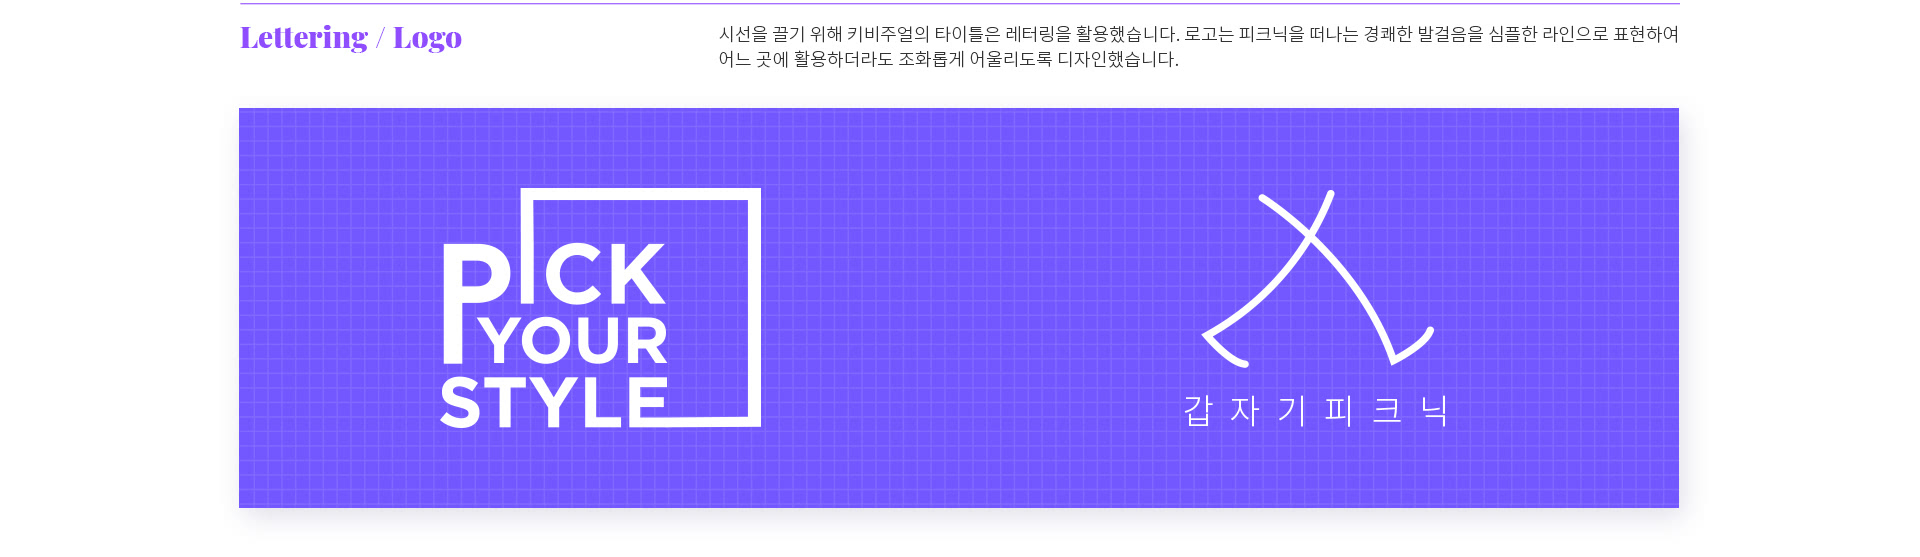 Lettering / Logo
시선을 끌기 위해 키비주얼의 타이틀은 레터링을 활용했습니다. 로고는 피크닉을 떠나는 경쾌한 발걸음을 심플한 라인으로 표현하여
어느 곳에 활용하더라도 조화롭게 어울리도록 디자인했습니다.
PICK
YOUR
STYLE
갑자기피크닉